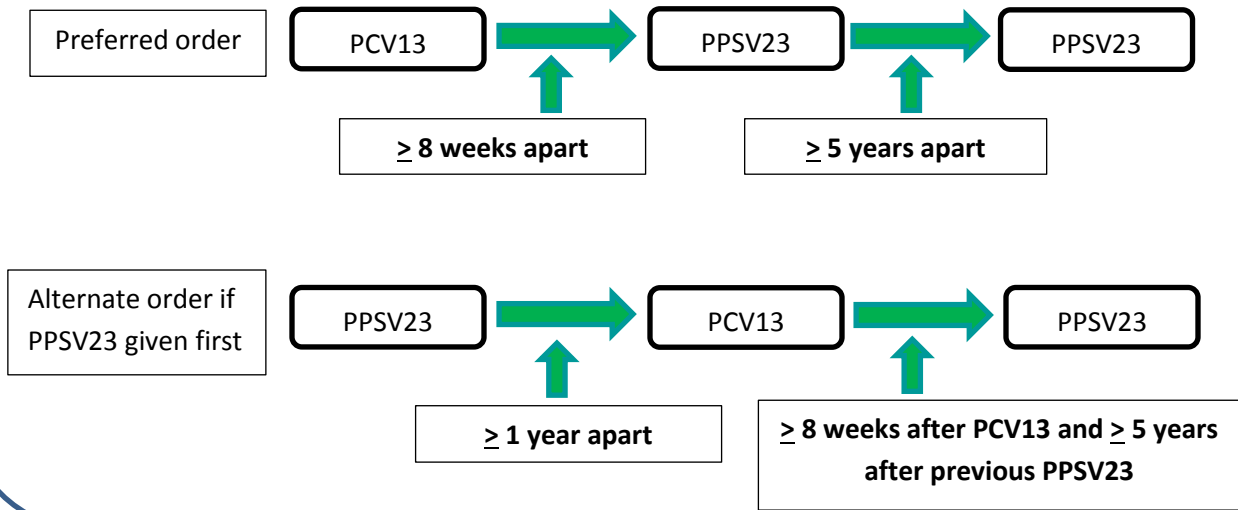 Preferred order
PCV13
PPSV23
PPSV23
≥ 8 weeks apart
≥ 5 years apart
Alternate order if
PPSV23 given first
PPSV23
PCV13
PPSV23
≥ 1 year apart
≥ 8 weeks after PCV13 and ≥ 5 years
after previous PPSV23